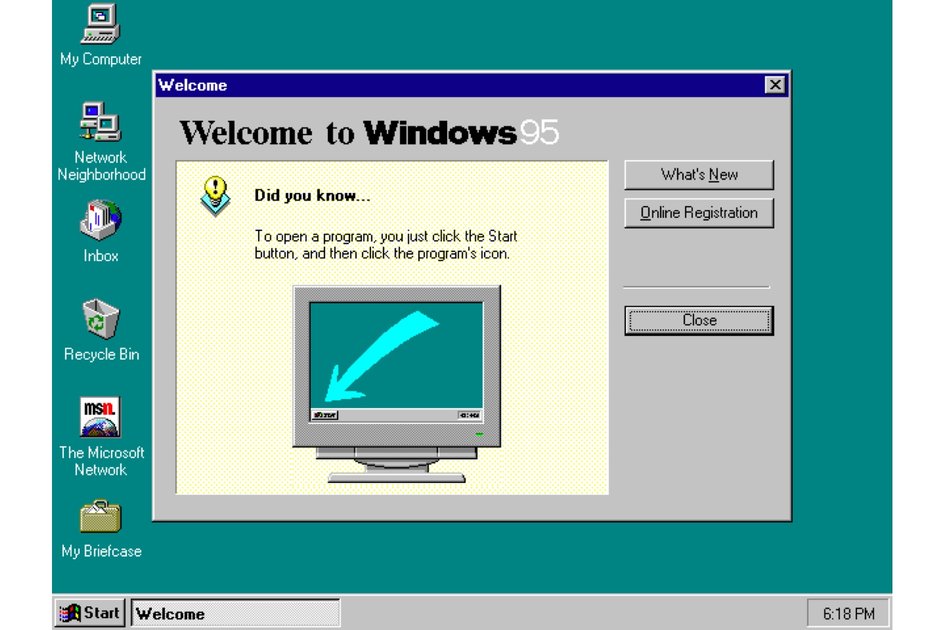 My Computer
Network
Neighborhood
Inbox
Recycle Bin
msn.
The Microsoft
Network
My Briefcase
Welcome
Welcome to Windows 95
Did you know...
To open a program, you just click the Start
button, and then click the program's icon.
What's New
Online Registration
Close
Start
Welcome
6:18 PM